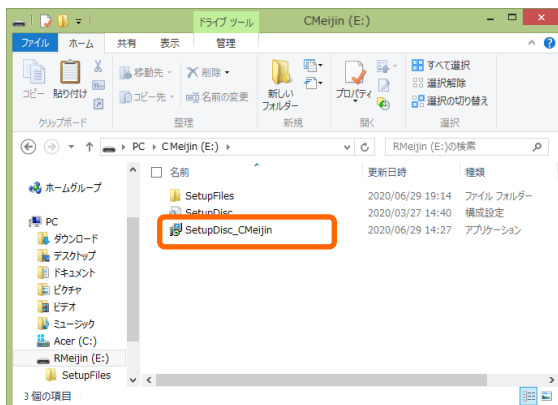 ドライブ ツール
CMeijin (E:)
ファイル ホーム 共有 表示 管理
コピー 貼り付け 移動先 削除 新しいフォルダー プロパティ すべて選択
コピー先 名前の変更 選択解除
選択の切り替え
クリップボード 整理 新規 開く 選択
PC CMeijin (E:) RMeijin (E:)の検索
名前 更新日時 種類
ホームグループ
SetupFiles 2020/06/29 19:14 ファイル フォルダー
SetupDisc 2020/03/27 14:40 構成設定
SetupDisc_CMeijin 2020/06/29 14:27 アプリケーション
PC
ダウンロード
デスクトップ
ドキュメント
ピクチャ
ビデオ
ミュージック
Acer (C:)
RMeijin (E:)
SetupFiles
3 個の項目